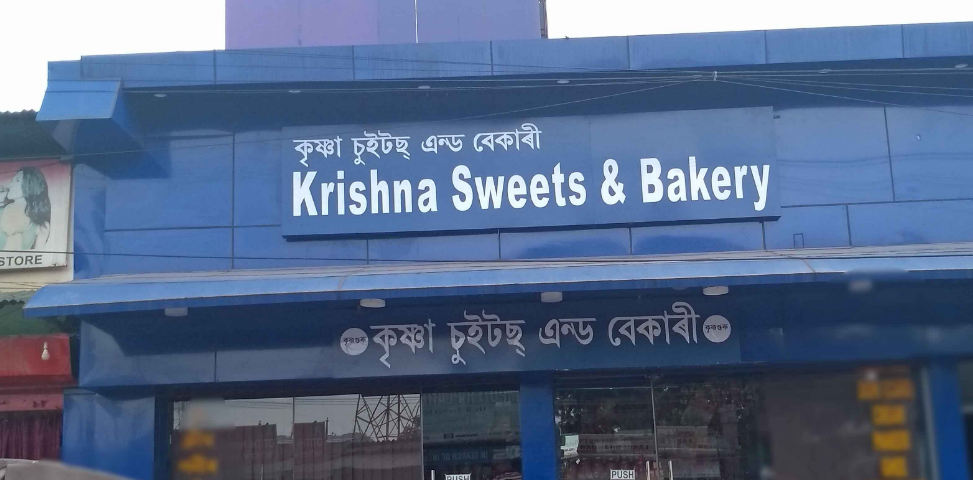 কৃষ্ণা চুইটছ্ এন্ড বেকাৰী
Krishna Sweets & Bakery
STORE
কৃষ্ণা চুইটছ্ এন্ড বেকাৰী
PUSH
PUSH